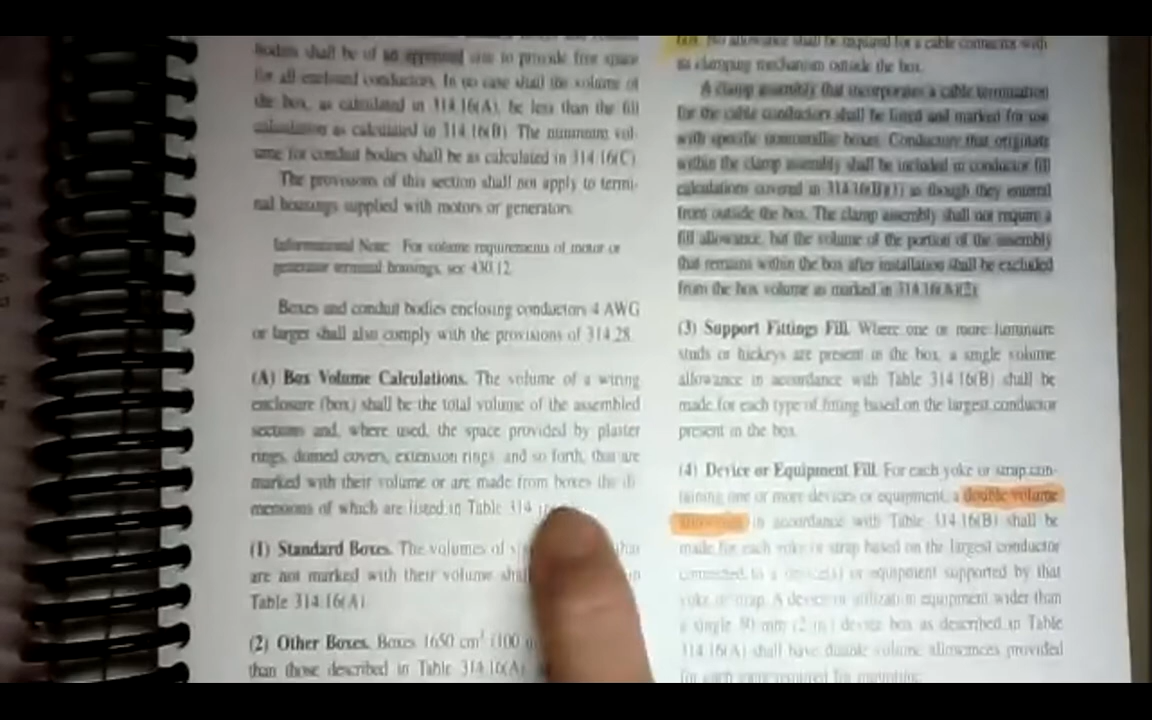 bodies shall be of an approved size to provide free space
for all enclosed conductors. In no case shall the volume of
the box, as calculated in 314.16(A), be less than the fill
calculation as calculated in 314.16(B). The minimum vol-
ume for conduit bodies shall be as calculated in 314.16(C).
The provisions of this section shall not apply to termi-
nal housings supplied with motors or generators.
Informational Note: For volume requirements of motor or
generator terminal housings, see 430.12.
Boxes and conduit bodies enclosing conductors 4 AWG
or larger shall also comply with the provisions of 314.28.
(A) Box Volume Calculations. The volume of a wiring
enclosure (box) shall be the total volume of the assembled
sections and, where used, the space provided by plaster
rings, domed covers, extension rings, and so forth, that are
marked with their volume or are made from boxes the di-
mensions of which are listed in Table 314
(1) Standard Boxes. The volumes of that
are not marked with their volume shall in
Table 314.16(A).
(2) Other Boxes. Boxes 1650 cm³ (100
than those described in Table 314.16(A)
box. No allowance shall be required for a cable connector with
its clamping mechanism outside the box.
A clamp assembly that incorporates a cable termination
for the cable conductors shall be listed and marked for use
with specific nonmetallic boxes. Conductors that originate
within the clamp assembly shall be included in conductor fill
calculations covered in 314.16(B)(1) as though they entered
from outside the box. The clamp assembly shall not require a
fill allowance, but the volume of the portion of the assembly
that remains within the box after installation shall be excluded
from the box volume as marked in 314.16(A)(2).
(3) Support Fittings Fill. Where one or more luminaire
studs or hickeys are present in the box, a single volume
allowance in accordance with Table 314.16(B) shall be
made for each type of fitting based on the largest conductor
present in the box.
(4) Device or Equipment Fill. For each yoke or strap con-
taining one or more devices or equipment, a double volume
allowance in accordance with Table 314.16(B) shall be
made for each yoke or strap based on the largest conductor
connected to a device(s) or equipment supported by that
yoke or strap. A device or utilization equipment wider than
a single 50 mm (2 in.) device box as described in Table
314.16(A) shall have double volume allowances provided
for each gang required for mounting.